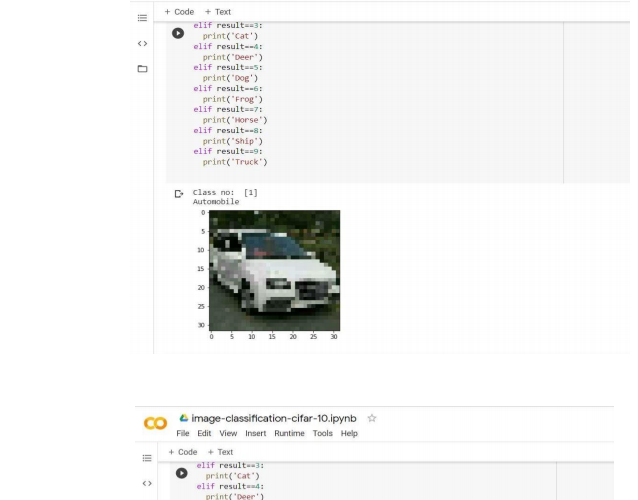 + Code + Text
elif result==3:
print('Cat')
elif result==4:
print('Deer')
elif result==5:
print('Dog')
elif result==6:
print('Frog')
elif result==7:
print('Horse')
elif result==8:
print('Ship')
elif result==9:
print('Truck')
Class no: [1]
Automobile
0
5
10
15
20
25
30
0 5 10 15 20 25 30
CO image-classification-cifar-10.ipynb
File Edit View Insert Runtime Tools Help
+ Code + Text
elif result==3:
print('Cat')
elif result==4:
print('Deer')